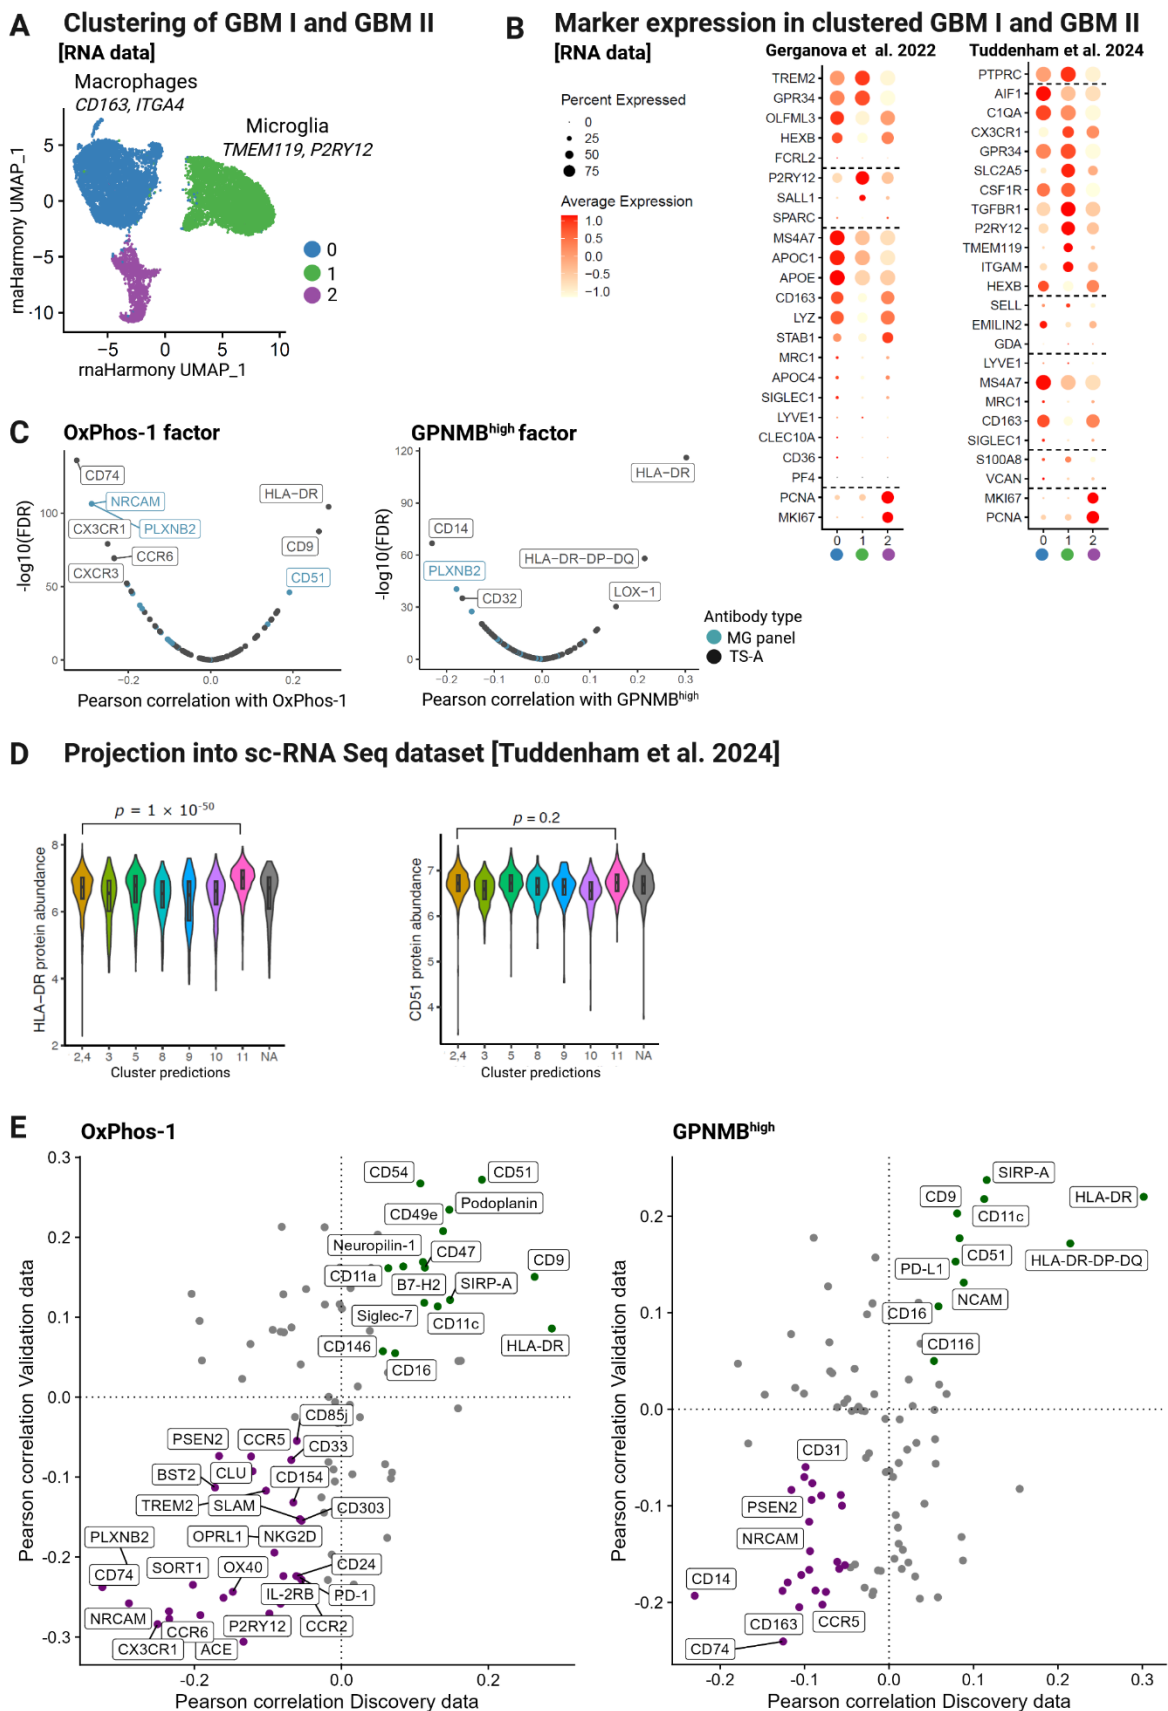 A Clustering of GBM I and GBM II
[RNA data]
Macrophages
CD163, ITGA4
Microglia
TMEM119, P2RY12
rnaHarmony UMAP_1
5
0
−5
-10
−5
0
5
10
rnaHarmony UMAP_1
0
1
2
B Marker expression in clustered GBM I and GBM II
[RNA data]
Gerganova et al. 2022
Tuddenham et al. 2024
Percent Expressed
0
25
50
75
Average Expression
1.0
0.5
0.0
−0.5
−1.0
TREM2
GPR34
OLFML3
HEXB
FCRL2
P2RY12
SALL1
SPARC
MS4A7
APOC1
APOE
CD163
LYZ
STAB1
MRC1
APOC4
SIGLEC1
LYVE1
CLEC10A
CD36
PF4
PCNA
MKI67
0 1 2
PTPRC
AIF1
C1QA
CX3CR1
GPR34
SLC2A5
CSF1R
TGFBR1
P2RY12
TMEM119
ITGAM
HEXB
SELL
EMILIN2
GDA
LYVE1
MS4A7
MRC1
CD163
SIGLEC1
S100A8
VCAN
MKI67
PCNA
0 1 2
C OxPhos-1 factor
-log10(FDR)
100
50
0
CD74
NRCAM
PLXNB2
CX3CR1
CCR6
CXCR3
HLA−DR
CD9
CD51
−0.2
0.0
0.2
Pearson correlation with OxPhos-1
GPNMBhigh factor
-log10(FDR)
120
90
60
30
0
HLA−DR
CD14
HLA−DR−DP−DQ
PLXNB2
CD32
LOX−1
−0.2
−0.1
0.0
0.1
0.2
0.3
Pearson correlation with GPNMBhigh
Antibody type
MG panel
TS-A
D Projection into sc-RNA Seq dataset [Tuddenham et al. 2024]
p = 1 × 10-50
HLA−DR protein abundance
8
6
4
2
2,4 3 5 8 9 10 11 NA
Cluster predictions
p = 0.2
CD51 protein abundance
7
6
5
4
2,4 3 5 8 9 10 11 NA
Cluster predictions
E OxPhos-1
Pearson correlation Validation data
0.3
0.2
0.1
0.0
-0.1
-0.2
-0.3
CD54
CD51
Podoplanin
CD49e
Neuropilin-1
CD47
CD9
CD11a
B7-H2
SIRP-A
Siglec-7
CD11c
HLA-DR
CD146
CD16
CD85j
PSEN2
CCR5
CD33
BST2
CLU
CD154
TREM2
SLAM
CD303
PLXNB2
OPRL1
NKG2D
CD74
SORT1
OX40
CD24
IL-2RB
PD-1
NRCAM
CCR6
P2RY12
CCR2
CX3CR1
ACE
-0.2
0.0
0.2
Pearson correlation Discovery data
GPNMBhigh
Pearson correlation Validation data
0.2
0.1
0.0
-0.1
-0.2
SIRP-A
CD9
HLA-DR
CD11c
CD51
HLA-DR-DP-DQ
PD-L1
NCAM
CD16
CD116
CD31
PSEN2
NRCAM
CD14
CD163
CCR5
CD74
-0.2
-0.1
0.0
0.1
0.2
0.3
Pearson correlation Discovery data